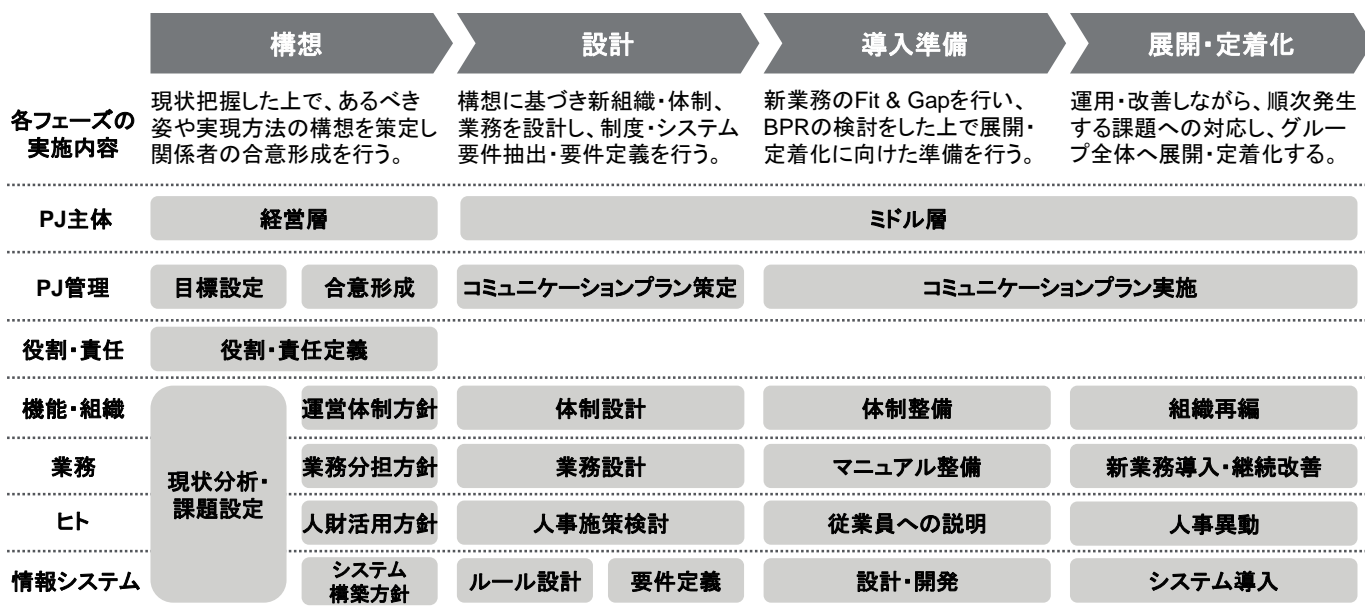 構想
設計
導入準備
展開・定着化
各フェーズの
実施内容
現状把握した上で、あるべき
姿や実現方法の構想を策定し
関係者の合意形成を行う。
構想に基づき新組織・体制、
業務を設計し、制度・システム
要件抽出・要件定義を行う。
新業務のFit & Gapを行い、
BPRの検討をした上で展開・
定着化に向けた準備を行う。
運用・改善しながら、順次発生
する課題への対応し、グルー
プ全体へ展開・定着化する。
PJ主体
経営層
ミドル層
PJ管理
目標設定
合意形成
コミュニケーションプラン策定
コミュニケーションプラン実施
役割・責任
役割・責任定義
現状分析・
課題設定
機能・組織
運営体制方針
体制設計
体制整備
組織再編
業務
業務分担方針
業務設計
マニュアル整備
新業務導入・継続改善
ヒト
人財活用方針
人事施策検討
従業員への説明
人事異動
情報システム
システム
構築方針
ルール設計
要件定義
設計・開発
システム導入